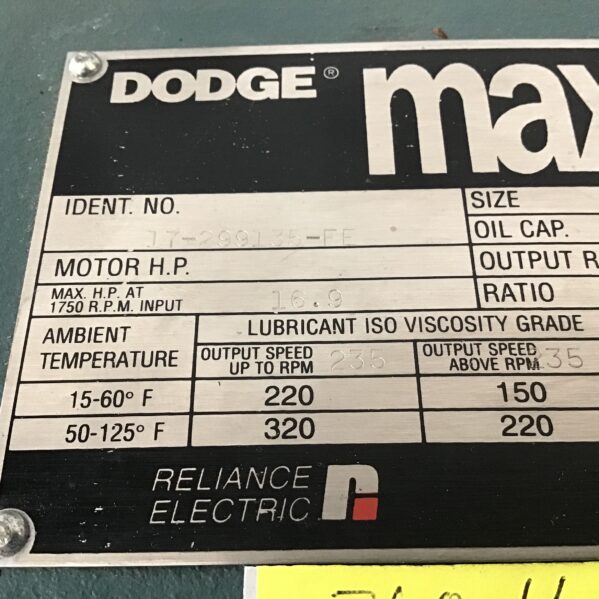 DODGE® max
IDENT. NO. SIZE
17-299135-FE OIL CAP.
MOTOR H.P. OUTPUT R
MAX. H.P. AT
1750 R.P.M. INPUT 16.9 RATIO
AMBIENT
TEMPERATURE
LUBRICANT ISO VISCOSITY GRADE
OUTPUT SPEED
UP TO RPM 235
OUTPUT SPEED
ABOVE RPM 235
15-60° F 220 150
50-125° F 320 220
RELIANCE
ELECTRIC